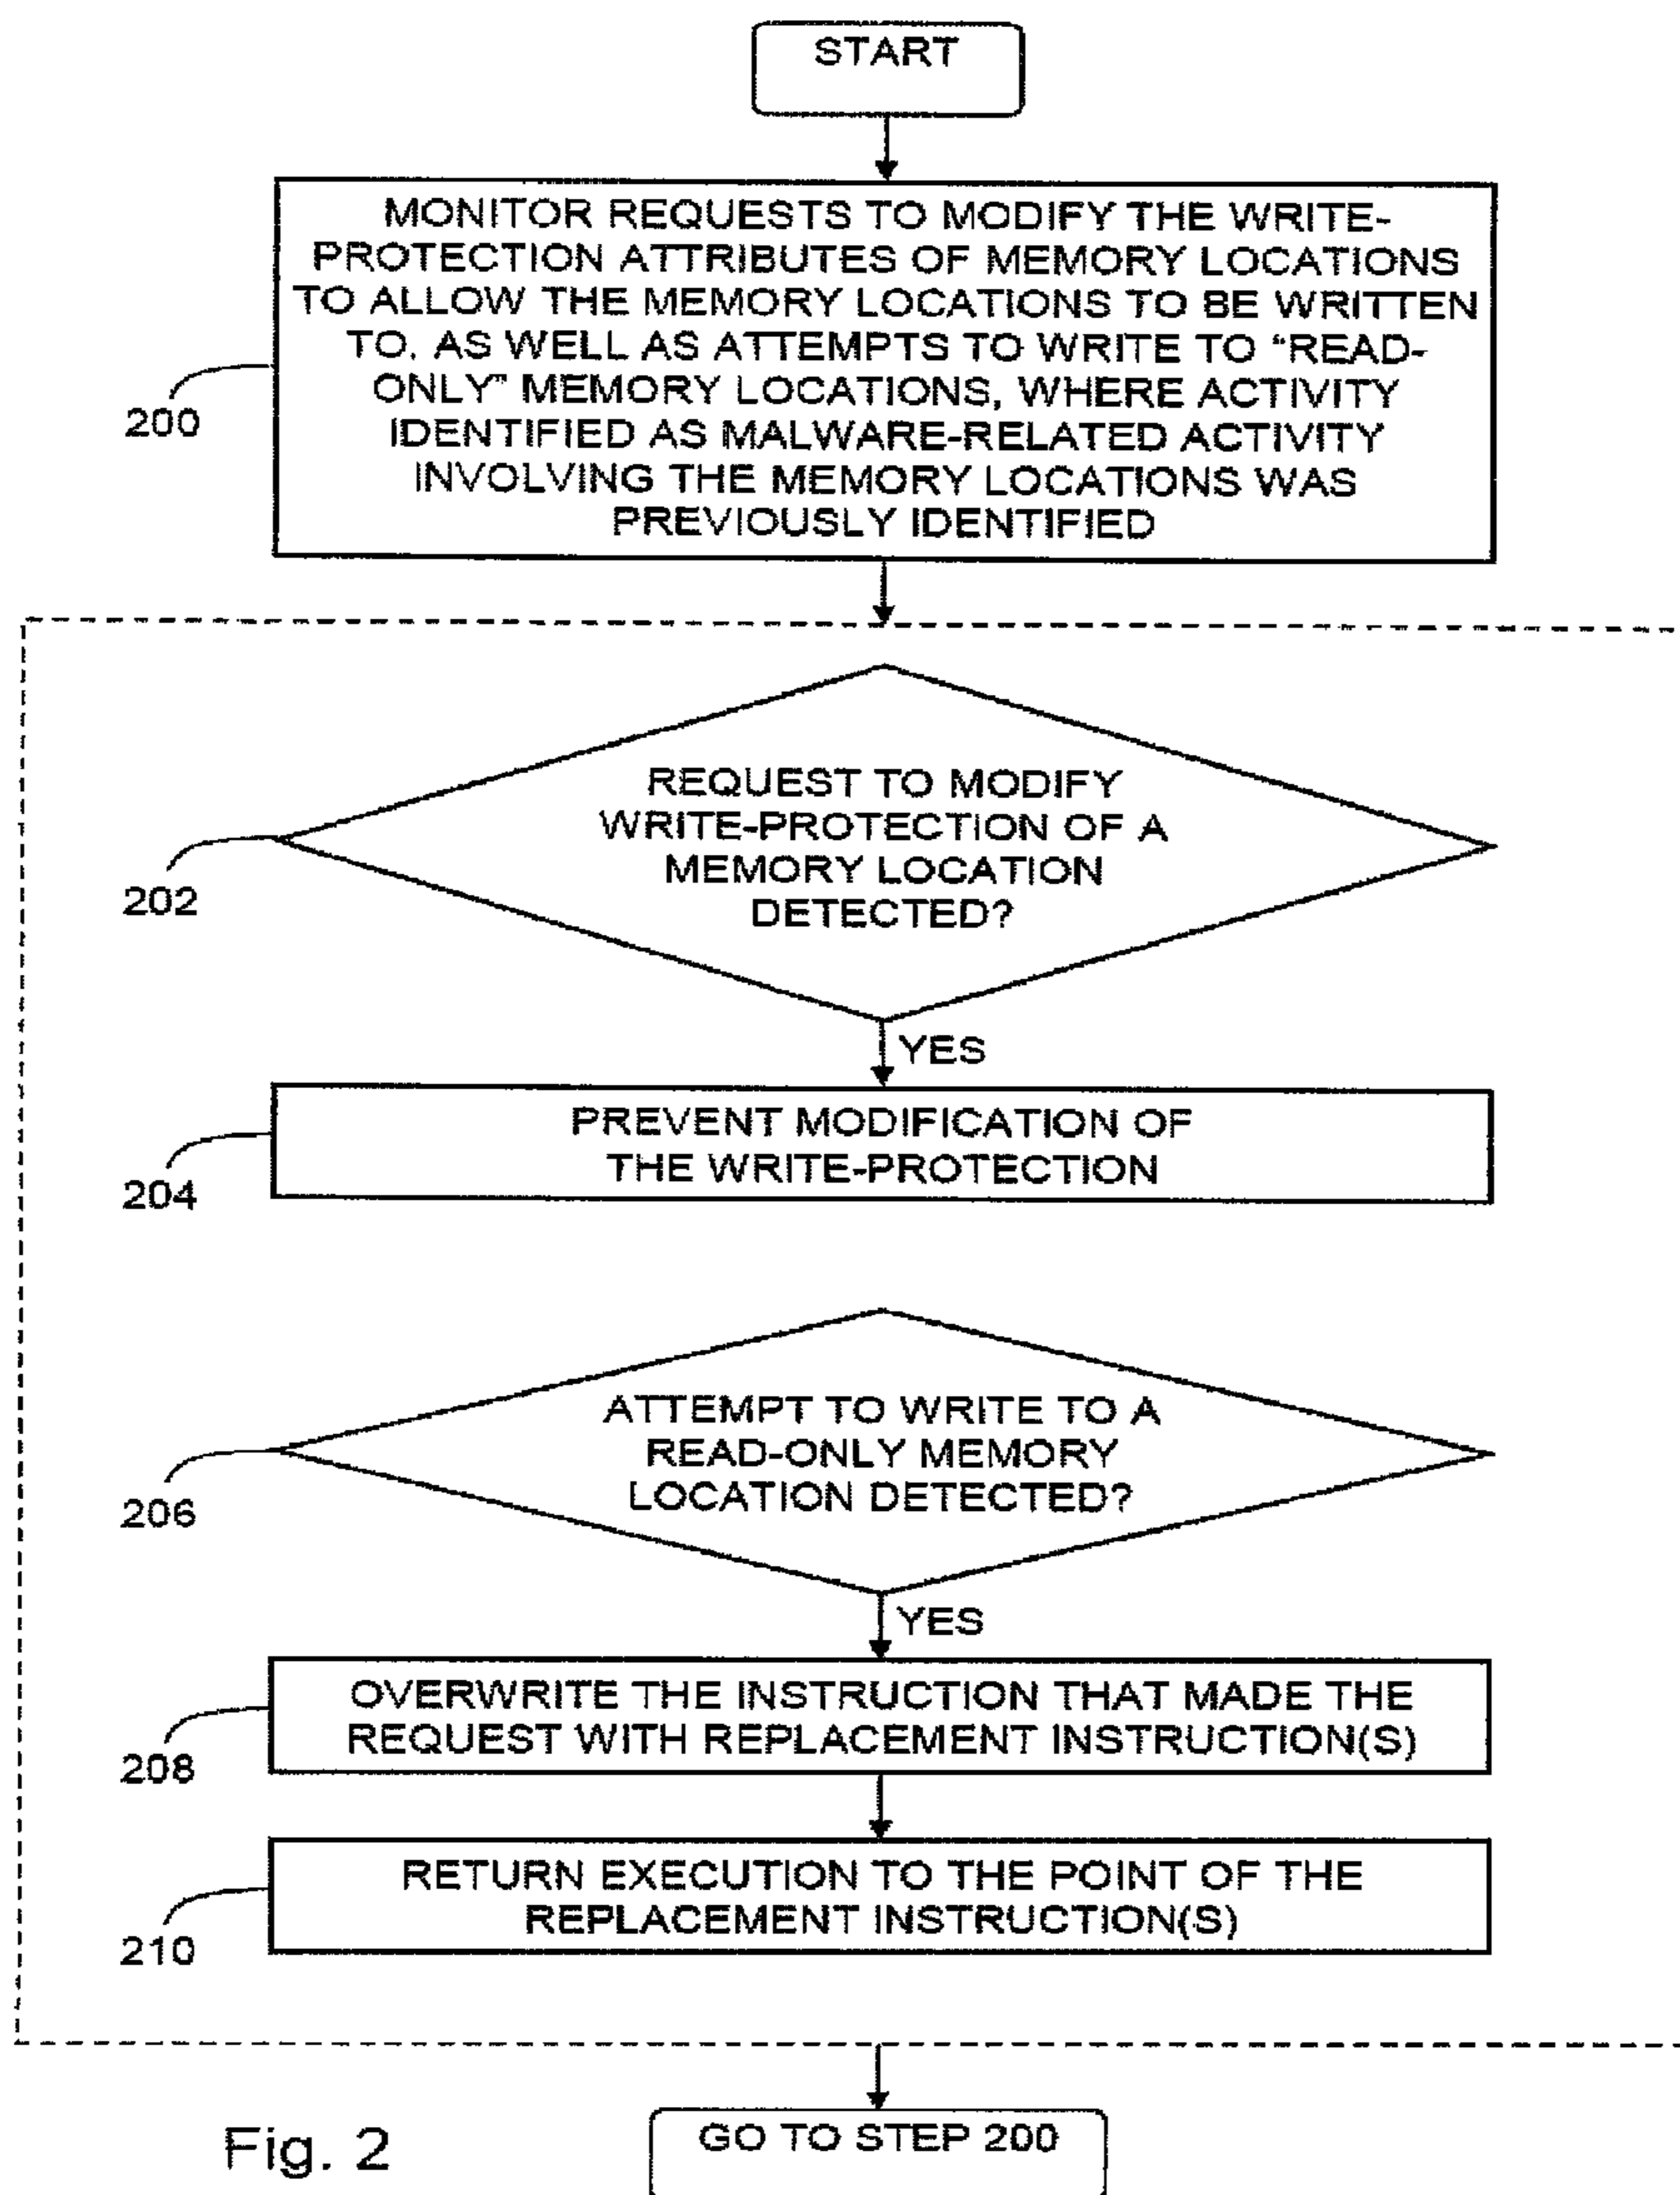 START
MONITOR REQUESTS TO MODIFY THE WRITE-
PROTECTION ATTRIBUTES OF MEMORY LOCATIONS
TO ALLOW THE MEMORY LOCATIONS TO BE WRITTEN
TO, AS WELL AS ATTEMPTS TO WRITE TO “READ-
ONLY” MEMORY LOCATIONS, WHERE ACTIVITY
IDENTIFIED AS MALWARE-RELATED ACTIVITY
INVOLVING THE MEMORY LOCATIONS WAS
PREVIOUSLY IDENTIFIED
200
REQUEST TO MODIFY
WRITE-PROTECTION OF A
MEMORY LOCATION
DETECTED?
202
YES
PREVENT MODIFICATION OF
THE WRITE-PROTECTION
204
ATTEMPT TO WRITE TO A
READ-ONLY MEMORY
LOCATION DETECTED?
206
YES
OVERWRITE THE INSTRUCTION THAT MADE THE
REQUEST WITH REPLACEMENT INSTRUCTION(S)
208
RETURN EXECUTION TO THE POINT OF THE
REPLACEMENT INSTRUCTION(S)
210
GO TO STEP 200
Fig. 2